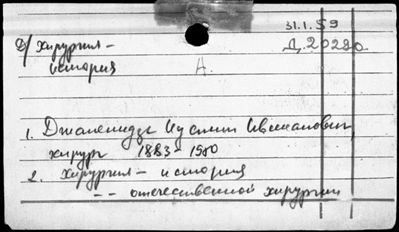 31.1.59
Д/ хирургия –
Д. 20280
история
А.
1. Джанелидзе Иустин Ивлианович,
хирург 1883–1950
2. Хирургия – история
– – отечественной хирургии